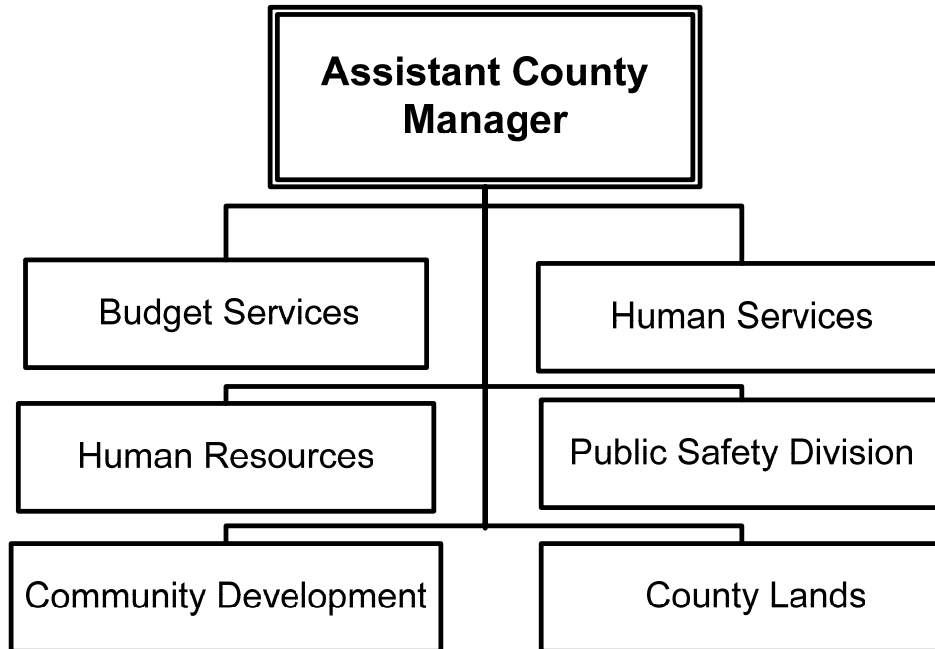 Assistant County
Manager
Budget Services
Human Services
Human Resources
Public Safety Division
Community Development
County Lands